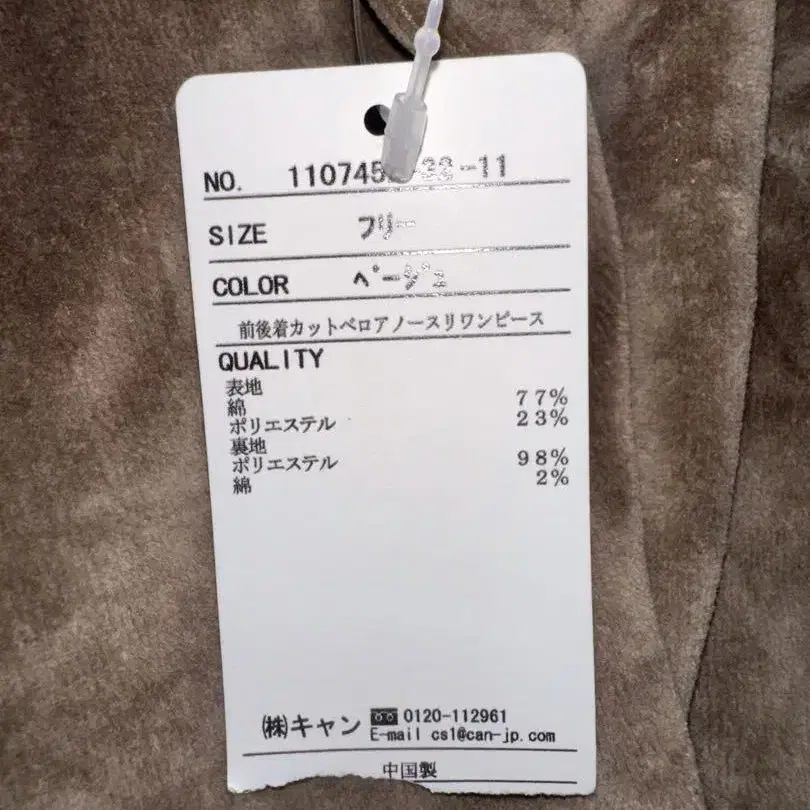 NO. 110745 -11
SIZE フリー
COLOR ベージュ
前後着カットベロアノースリワンピース
QUALITY
表地
綿 77%
ポリエステル 23%
裏地
ポリエステル 98%
綿 2%
㈱キャン 0120-112961
E-mail cs1@can-jp.com
中国製